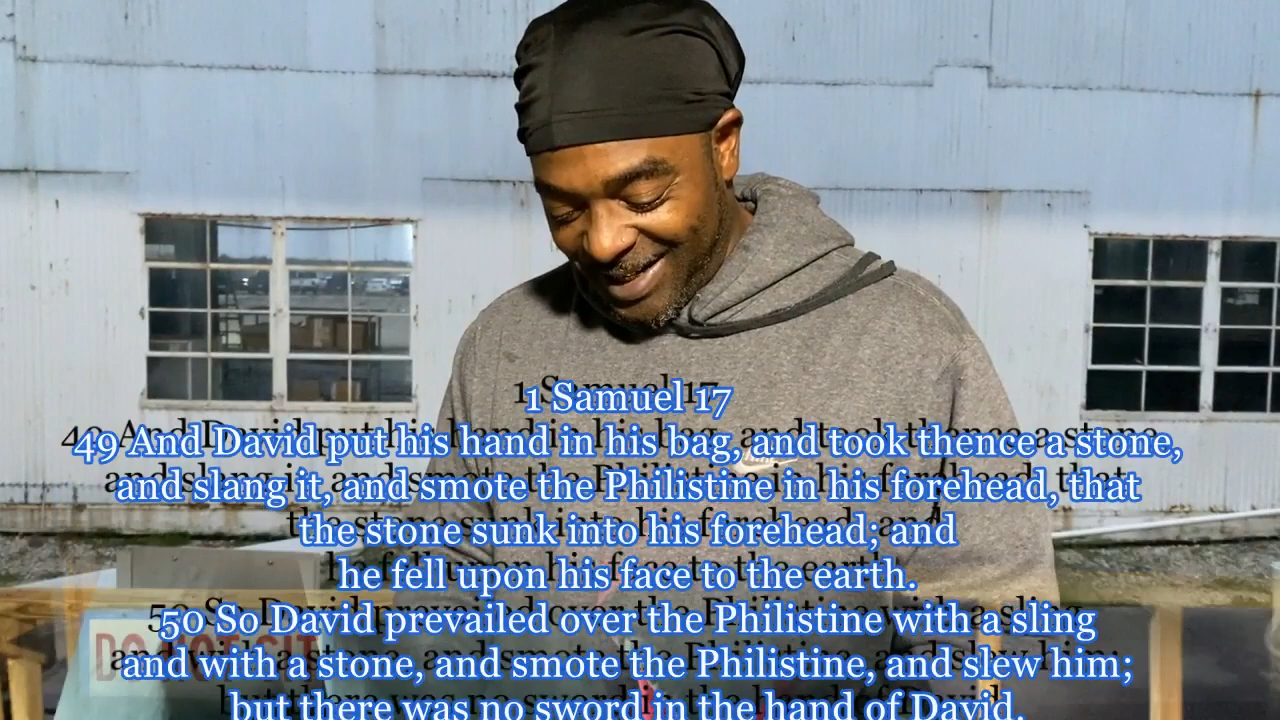 1 Samuel 17
49 And David put his hand in his bag, and took thence a stone,
and slang it, and smote the Philistine in his forehead, that
the stone sunk into his forehead; and
he fell upon his face to the earth.
50 So David prevailed over the Philistine with a sling
and with a stone, and smote the Philistine, and slew him;
but there was no sword in the hand of David.
DO NOT SIT